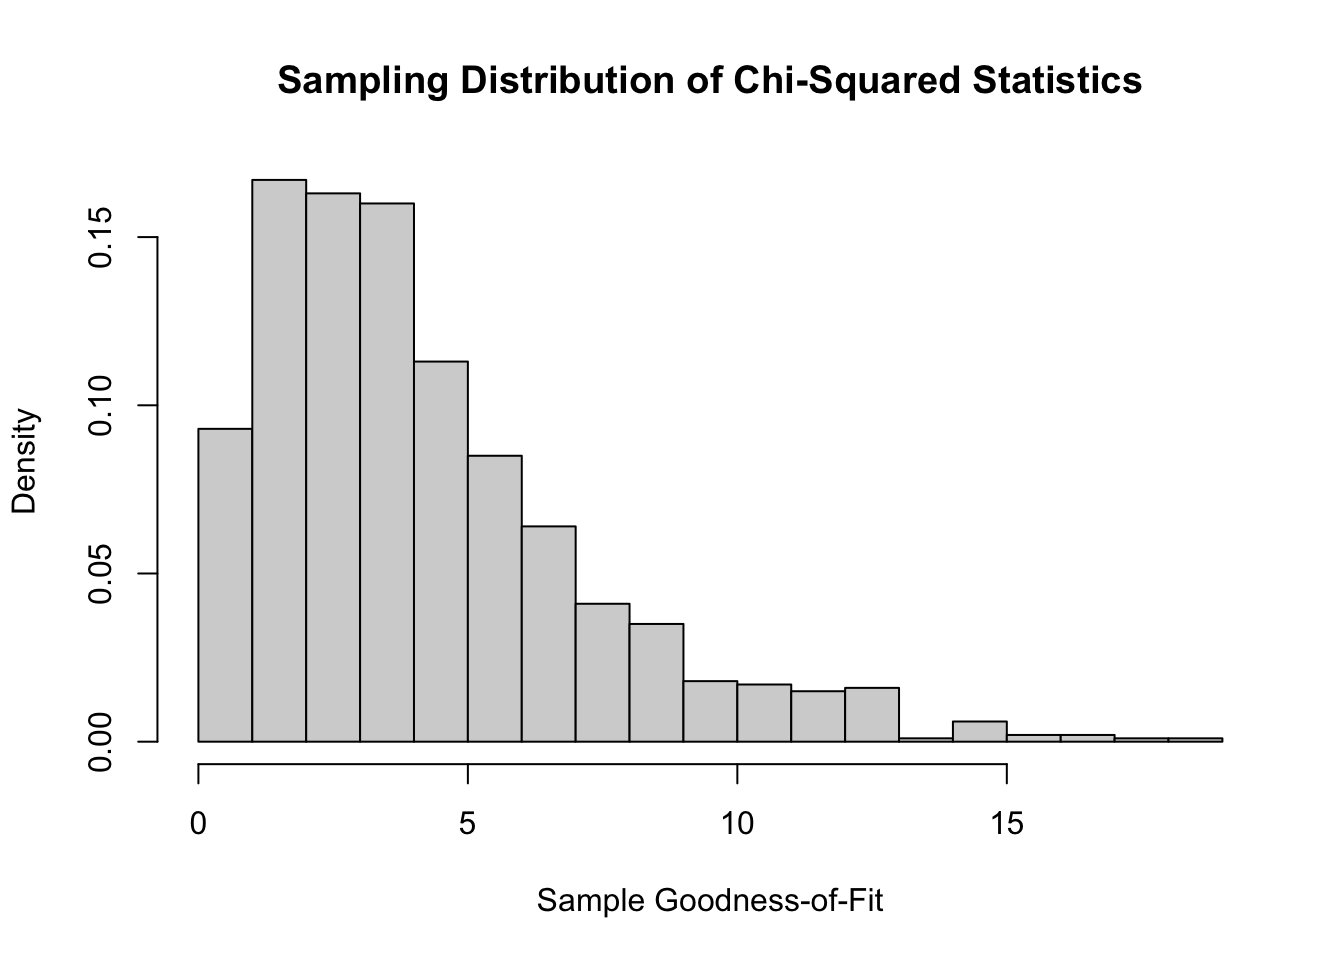 Sampling Distribution of Chi-Squared Statistics
Density
0.15
0.10
0.05
0.00
0 5 10 15
Sample Goodness-of-Fit